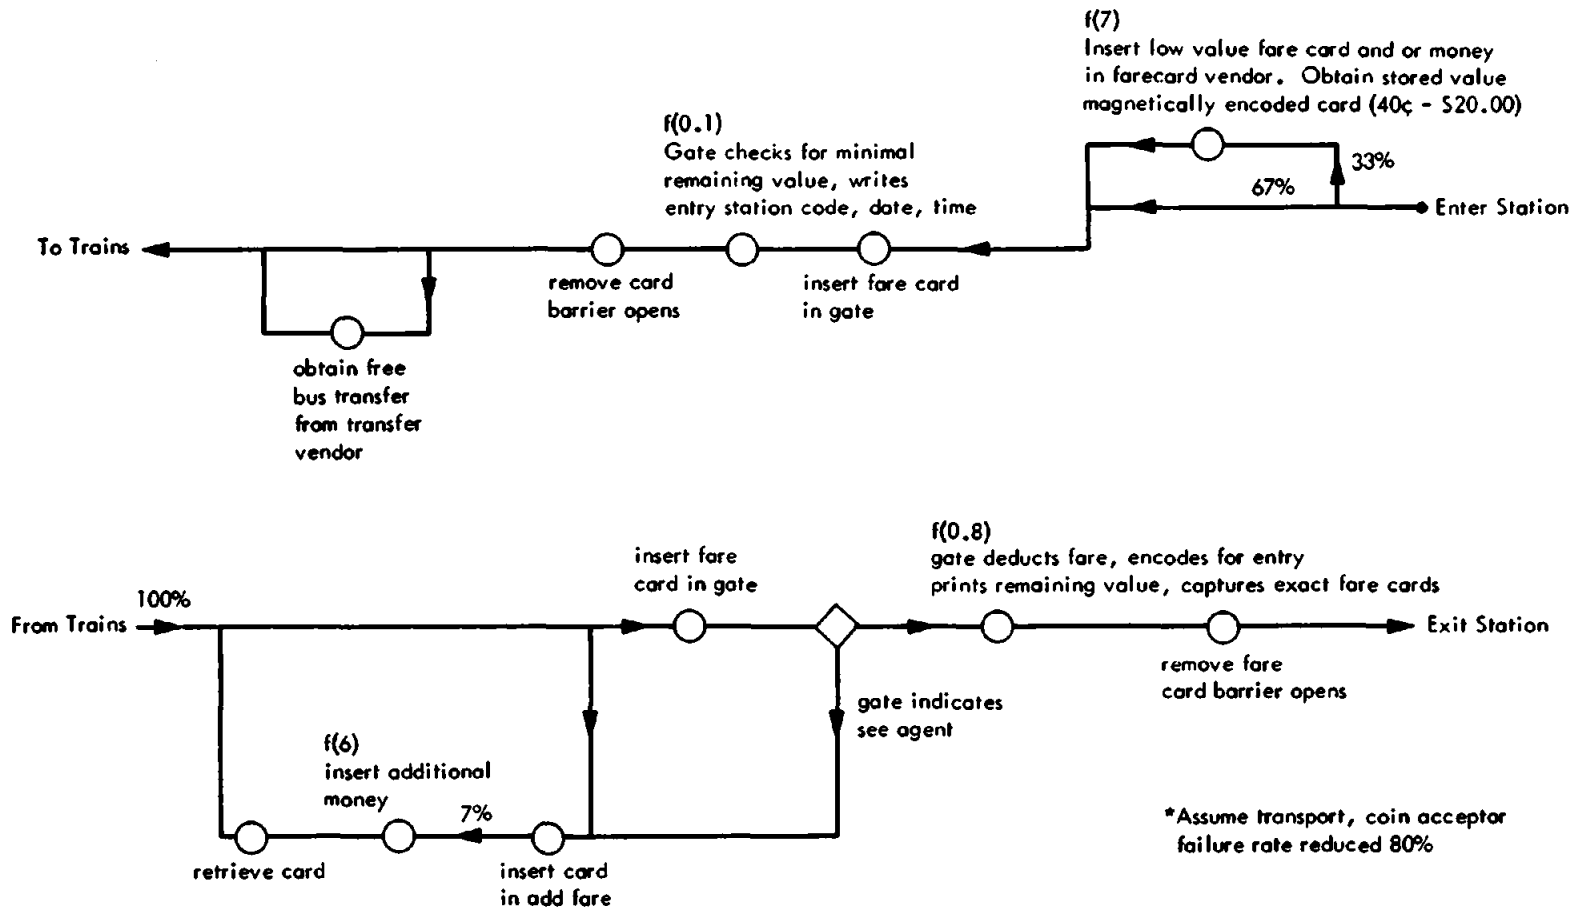 f(7)
Insert low value fare card and or money
in farecard vendor. Obtain stored value
magnetically encoded card (40¢ - S20.00)
33%
67%
Enter Station
f(0.1)
Gate checks for minimal
remaining value, writes
entry station code, date, time
To Trains
remove card
barrier opens
insert fare card
in gate
obtain free
bus transfer
from transfer
vendor
f(0.8)
gate deducts fare, encodes for entry
prints remaining value, captures exact fare cards
insert fare
card in gate
100%
From Trains
Exit Station
remove fare
card barrier opens
gate indicates
see agent
f(6)
insert additional
money
7%
retrieve card
insert card
in add fare
*Assume transport, coin acceptor
failure rate reduced 80%